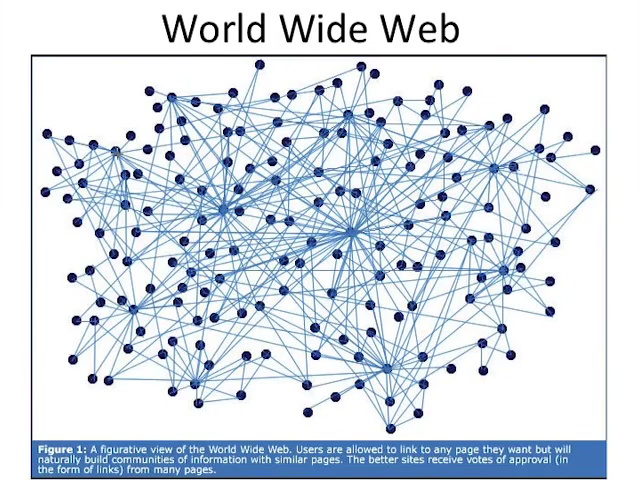 World Wide Web
Figure 1: A figurative view of the World Wide Web. Users are allowed to link to any page they want but will
naturally build communities of information with similar pages. The better sites receive votes of approval (in
the form of links) from many pages.